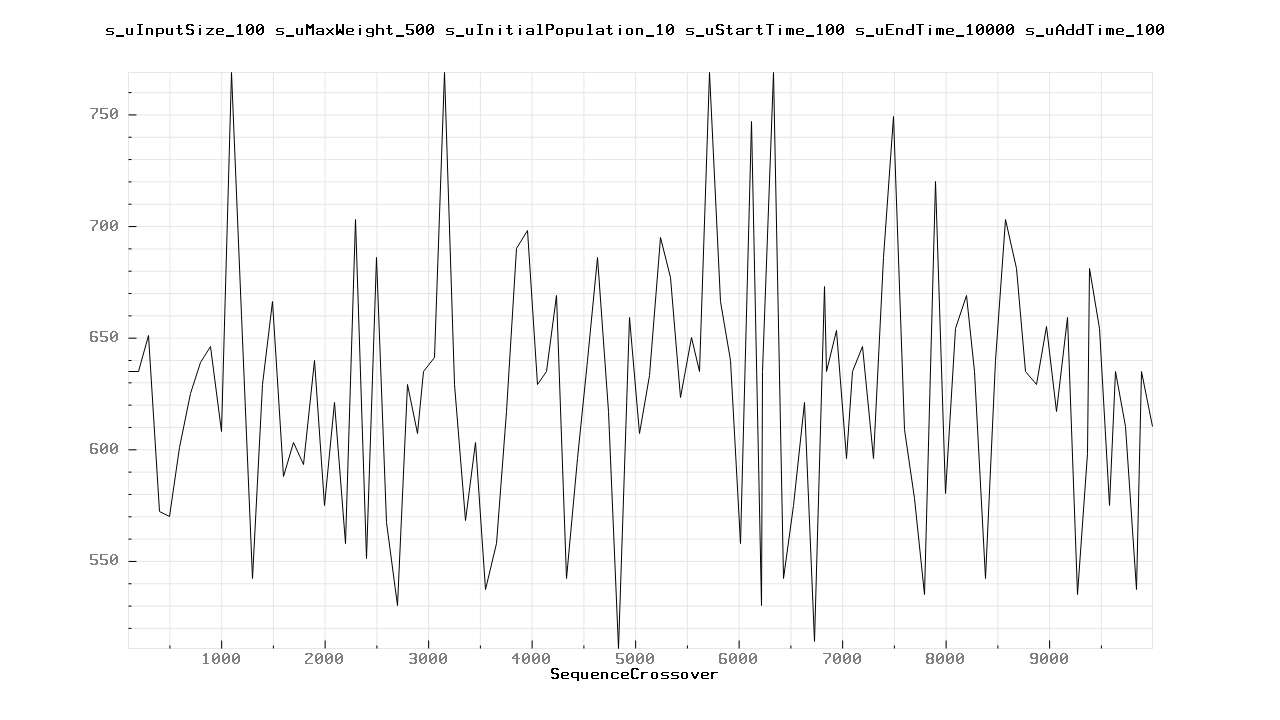 s_uInputSize_100 s_uMaxWeight_500 s_uInitialPopulation_10 s_uStartTime_100 s_uEndTime_10000 s_uAddTime_100
750
700
650
600
550
1000 2000 3000 4000 5000 6000 7000 8000 9000
SequenceCrossover